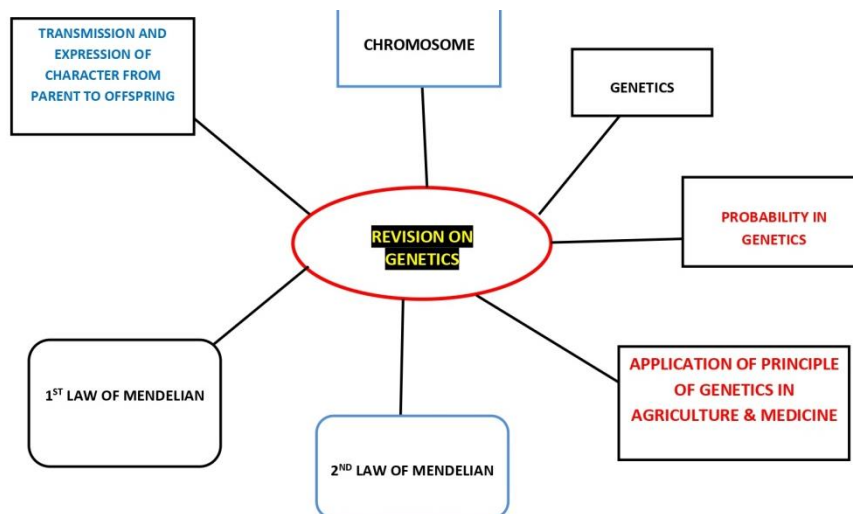 TRANSMISSION AND
EXPRESSION OF
CHARACTER FROM
PARENT TO OFFSPRING
CHROMOSOME
GENETICS
PROBABILITY IN
GENETICS
REVISION ON
GENETICS
1ST LAW OF MENDELIAN
2ND LAW OF MENDELIAN
APPLICATION OF PRINCIPLE
OF GENETICS IN
AGRICULTURE & MEDICINE